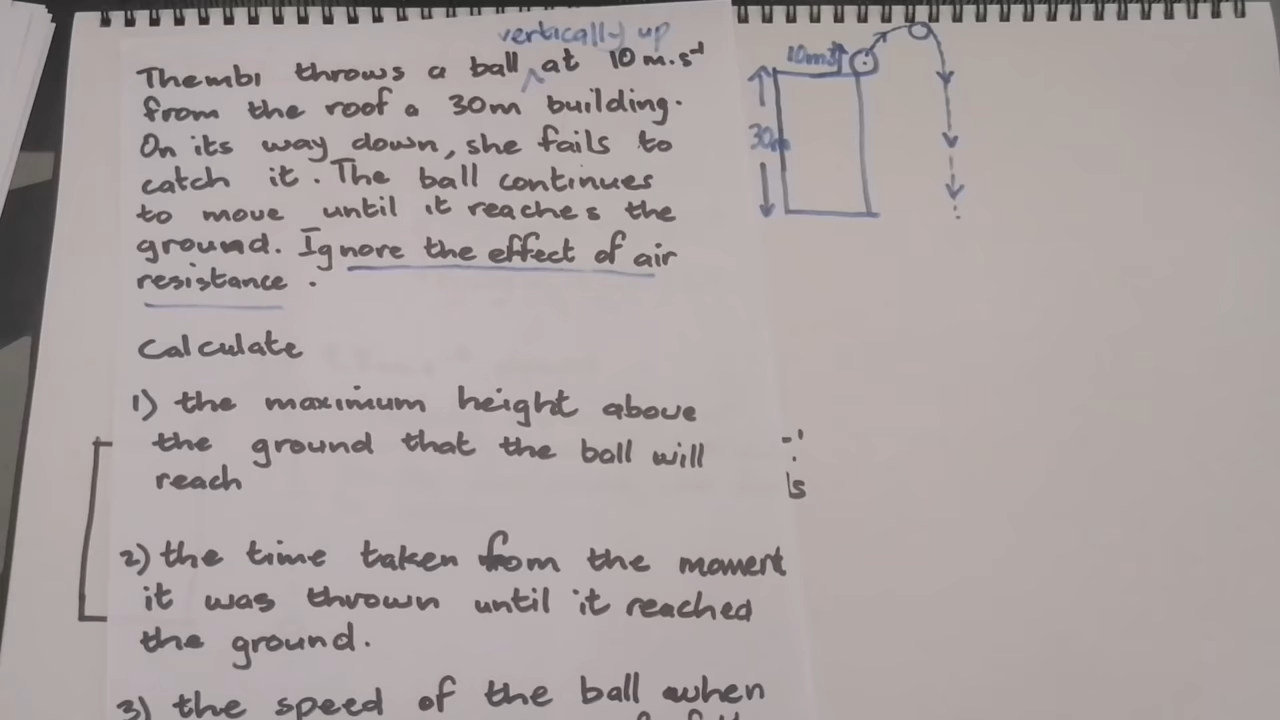 vertically up
Thembi throws a ball ^ at 10 m.s⁻¹
from the roof a 30m building.
On its way down, she fails to
catch it. The ball continues
to move until it reaches the
ground. Ignore the effect of air
resistance.
Calculate
1) the maximum height above
the ground that the ball will
reach
2) the time taken from the moment
it was thrown until it reached
the ground.
3) the speed of the ball when
30m